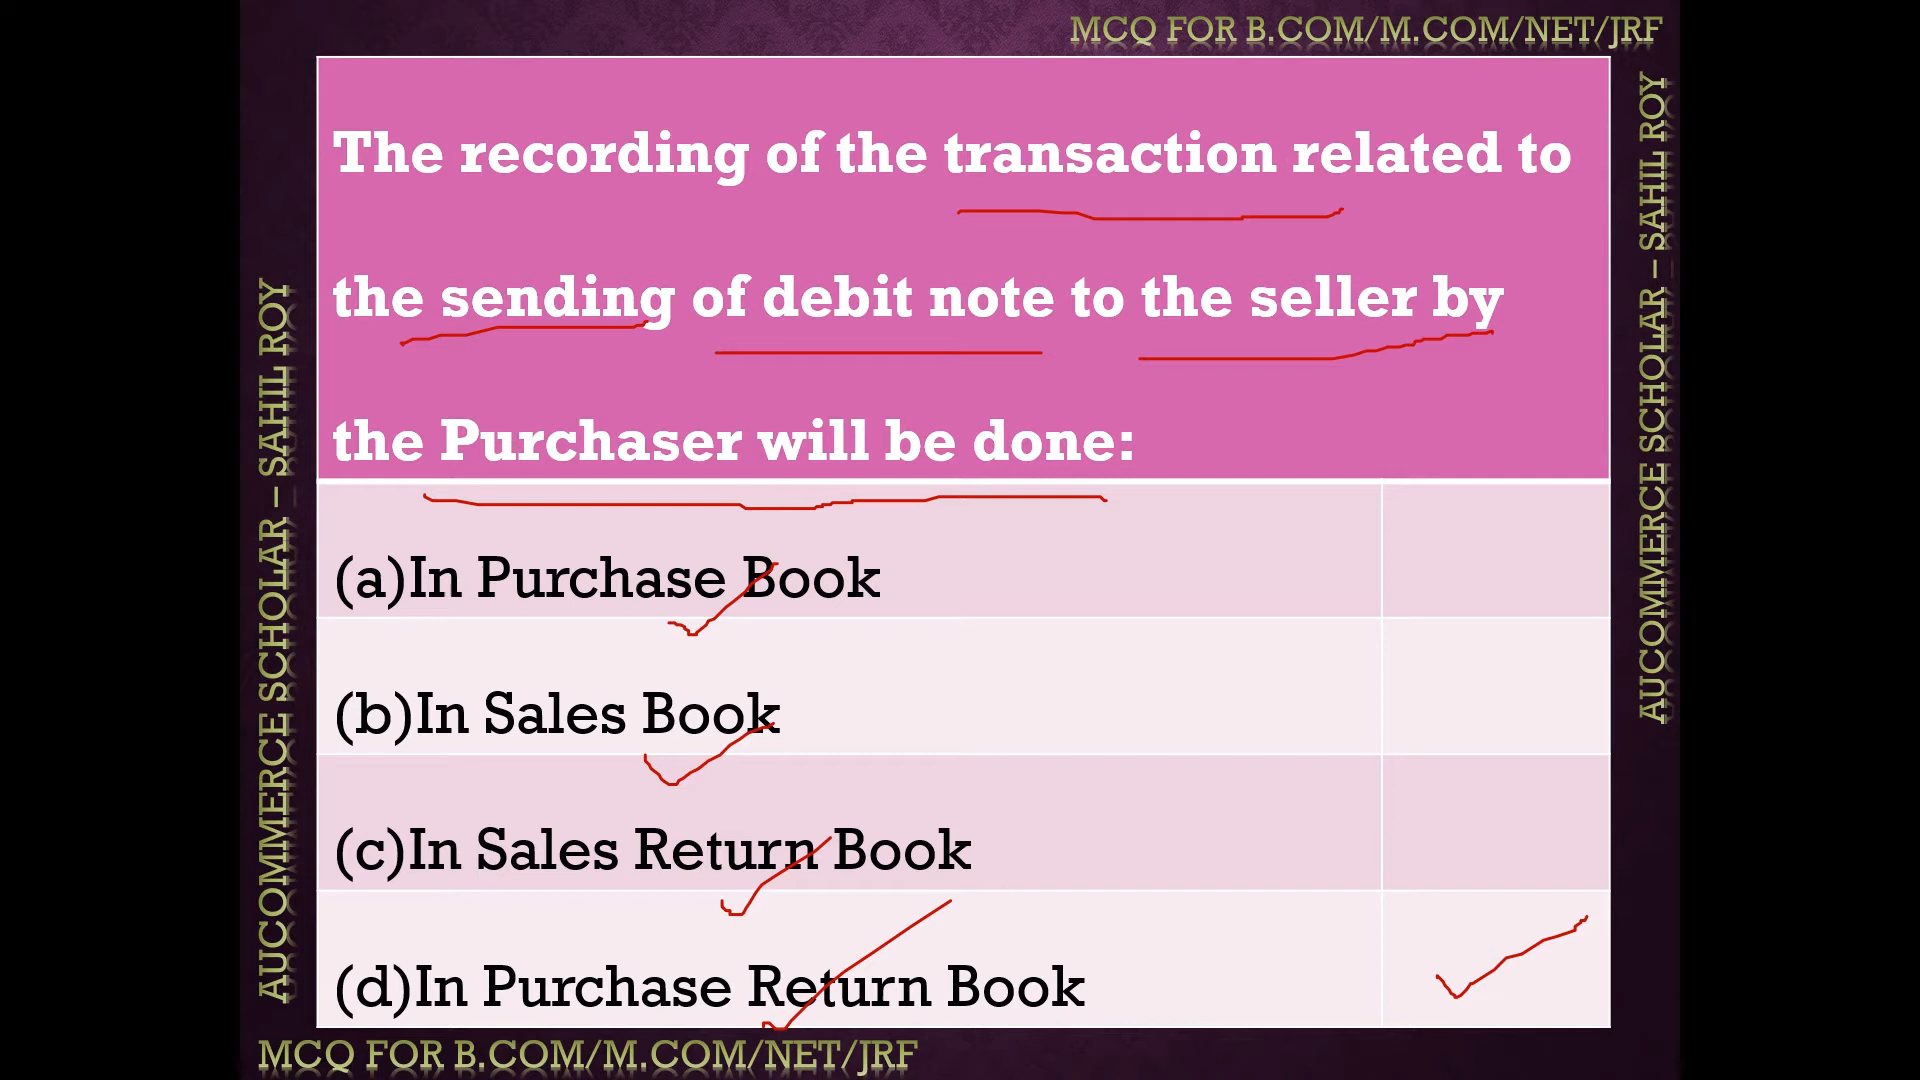 MCQ FOR B.COM/M.COM/NET/JRF
The recording of the transaction related to
the sending of debit note to the seller by
the Purchaser will be done:
(a)In Purchase Book
(b)In Sales Book
(c)In Sales Return Book
(d)In Purchase Return Book
AUCOMMERCE SCHOLAR – SAHIL ROY
AUCOMMERCE SCHOLAR – SAHIL ROY
MCQ FOR B.COM/M.COM/NET/JRF